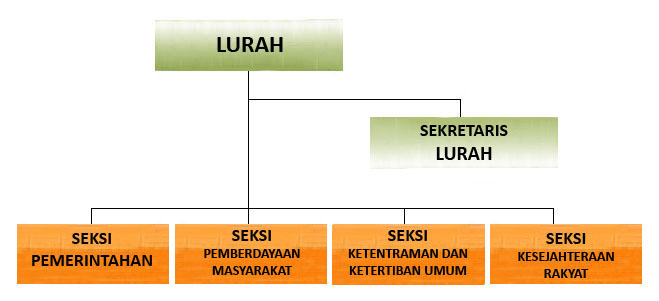 LURAH
SEKRETARIS
LURAH
SEKSI
PEMERINTAHAN
SEKSI
PEMBERDAYAAN
MASYARAKAT
SEKSI
KETENTRAMAN DAN
KETERTIBAN UMUM
SEKSI
KESEJAHTERAAN
RAKYAT